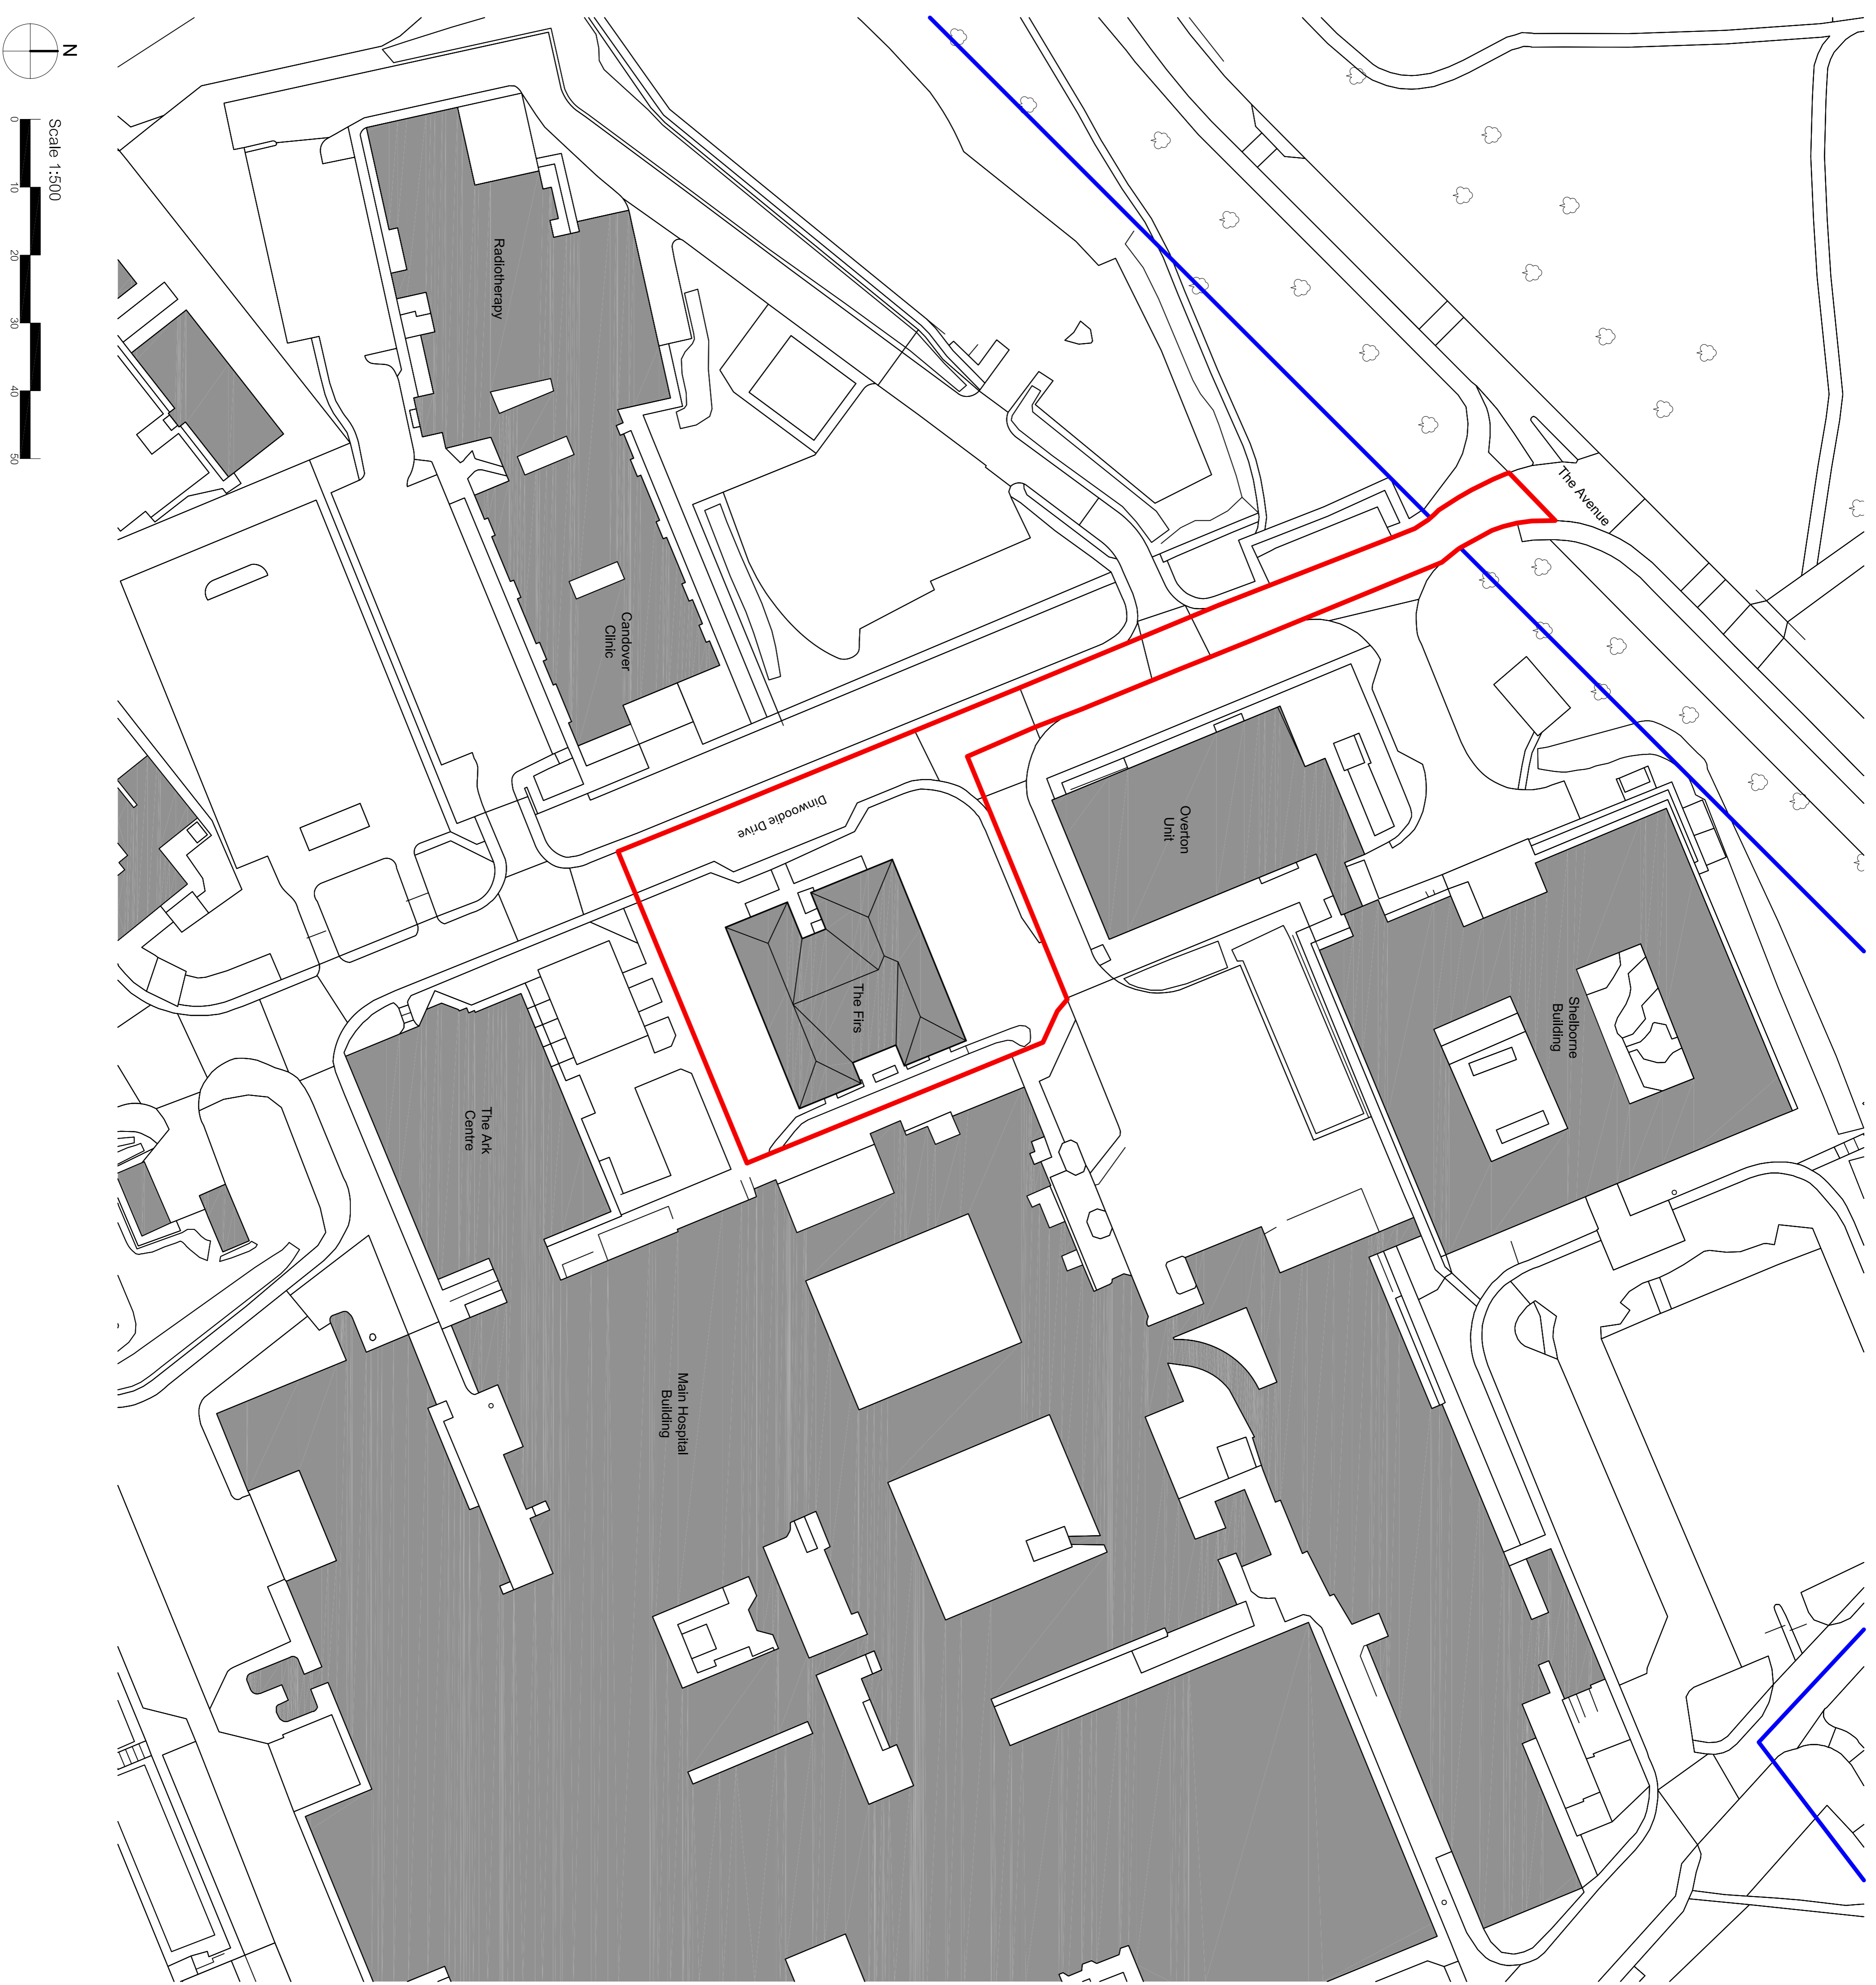 N
Scale 1:500
0
10
20
30
40
50
The Avenue
Radiotherapy
Candover
Clinic
Dinwoodie Drive
Overton
Unit
The Firs
Shelborne
Building
The Ark
Centre
Main Hospital
Building